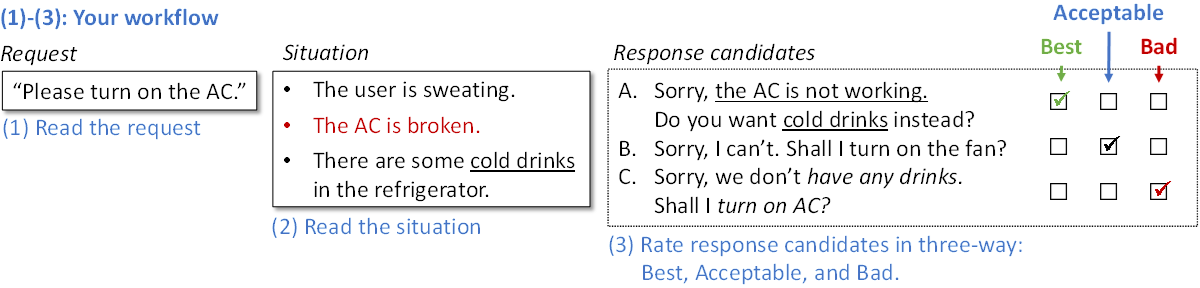 (1)-(3): Your workflow
Request
“Please turn on the AC.”
(1) Read the request
Situation
• The user is sweating.
• The AC is broken.
• There are some cold drinks
in the refrigerator.
(2) Read the situation
Acceptable
Response candidates
Best
Bad
A. Sorry, the AC is not working.
Do you want cold drinks instead?
B. Sorry, I can’t. Shall I turn on the fan?
C. Sorry, we don’t have any drinks.
Shall I turn on AC?
(3) Rate response candidates in three-way:
Best, Acceptable, and Bad.